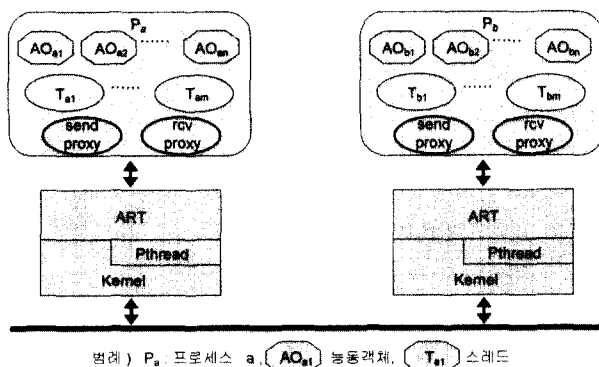 Pa Pb
AOa1 AOa2 ...... AOan AOb1 AOb2 ...... AObn
Ta1 ...... Tam Tb1 ...... Tbm
send proxy rcv proxy send proxy rcv proxy
ART ART
Pthread Pthread
Kernel Kernel
범례 ) Pa : 프로세스 a, AOa1 능동객체, Ta1 스레드